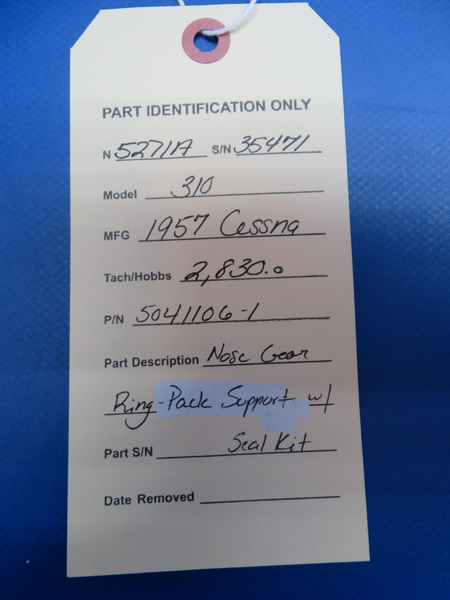 PART IDENTIFICATION ONLY
N 5271A S/N 35471
Model 310
MFG 1957 Cessna
Tach/Hobbs 2,830.0
P/N 5041106-1
Part Description Nose Gear
Ring-Pack Support w/
Part S/N Seal Kit
Date Removed